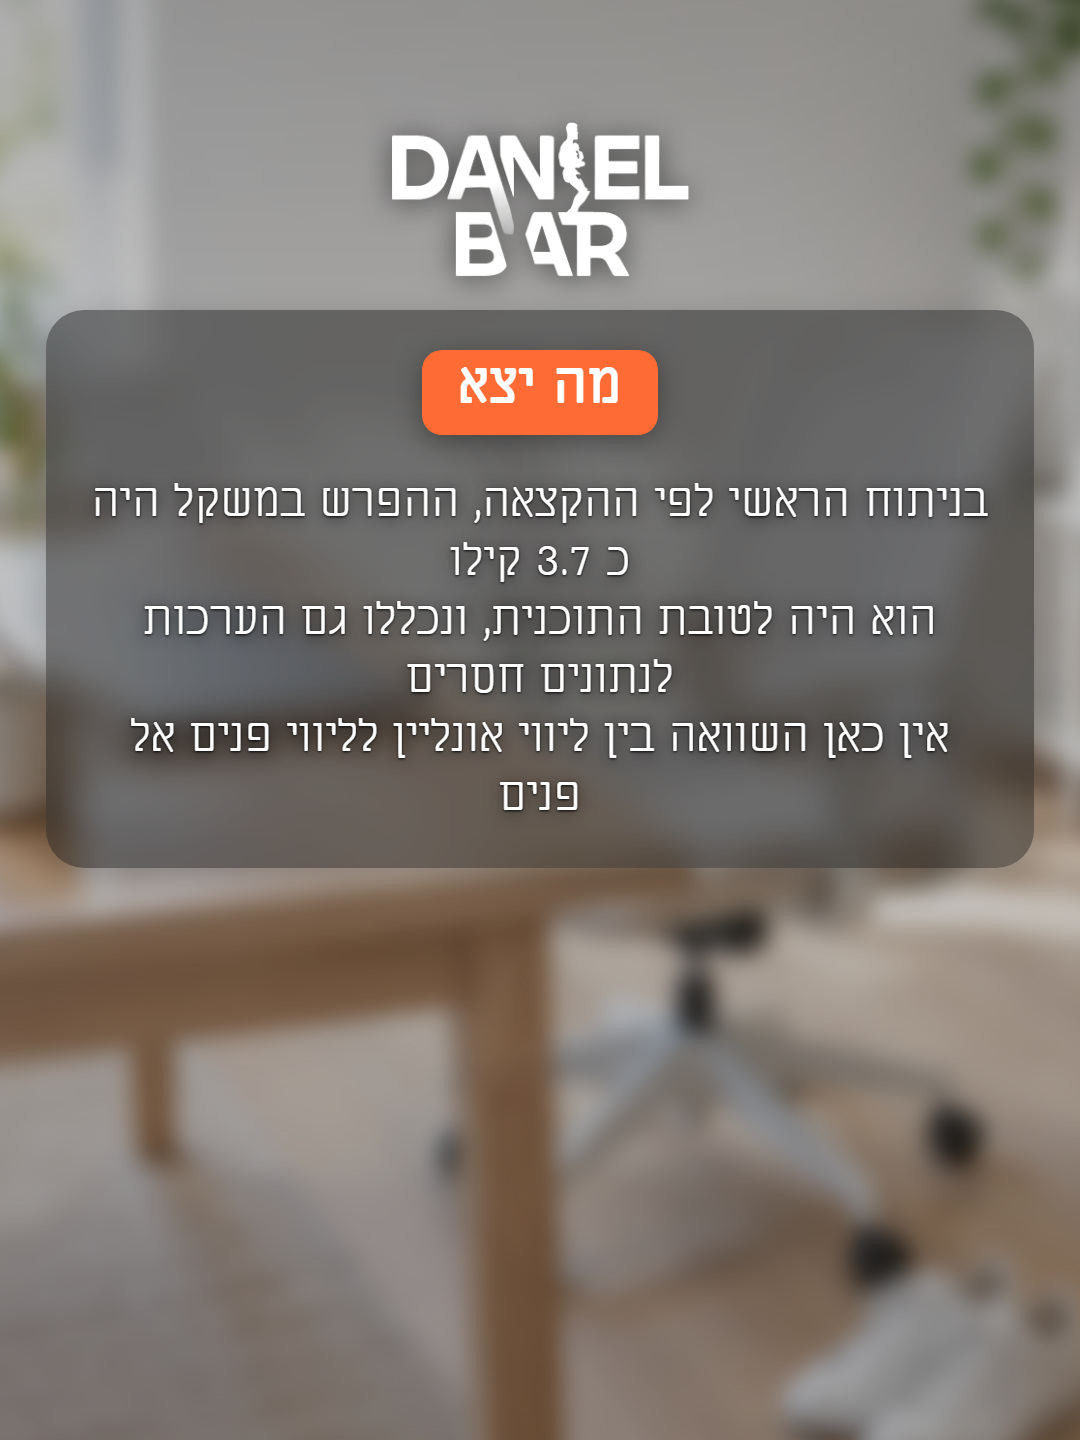 DANIEL
BAR
מה יצא
בניתוח הראשי לפי ההקצאה, ההפרש במשקל היה
כ 3.7 קילו
הוא היה לטובת התוכנית, ונכללו גם הערכות
לנתונים חסרים
אין כאן השוואה בין ליווי אונליין לליווי פנים אל
פנים